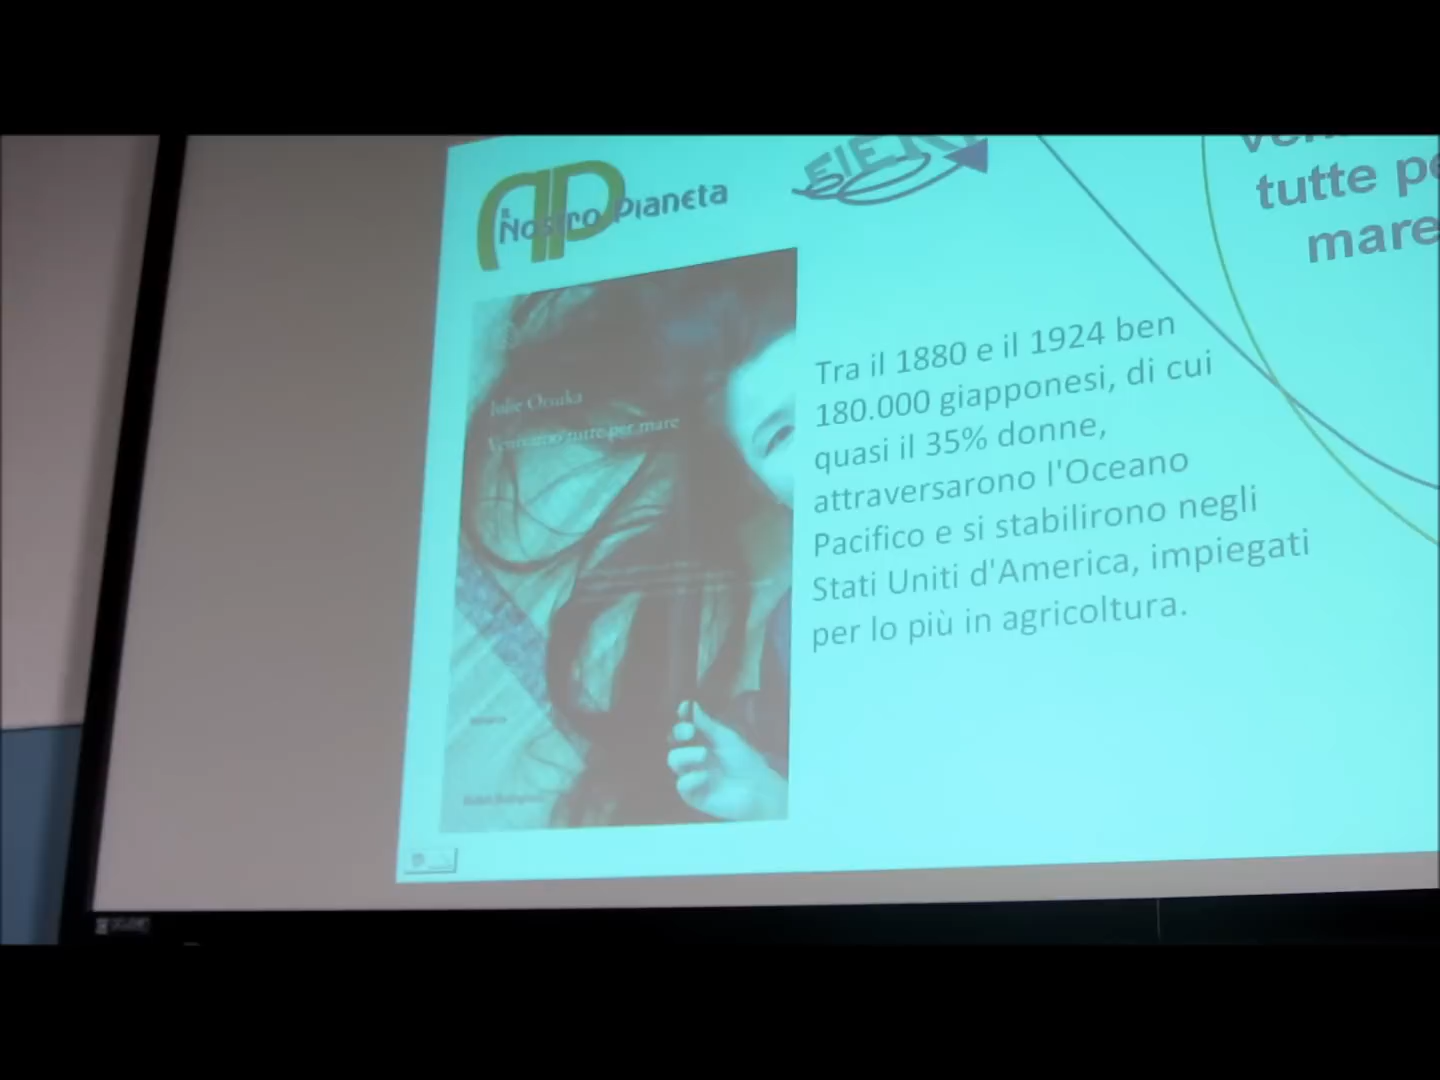 IL
Nostro Pianeta
FIERI
tutte
mare
Julie Otsuka
Venivamo tutte per mare
Tra il 1880 e il 1924 ben
180.000 giapponesi, di cui
quasi il 35% donne,
attraversarono l'Oceano
Pacifico e si stabilirono negli
Stati Uniti d'America, impiegati
per lo più in agricoltura.